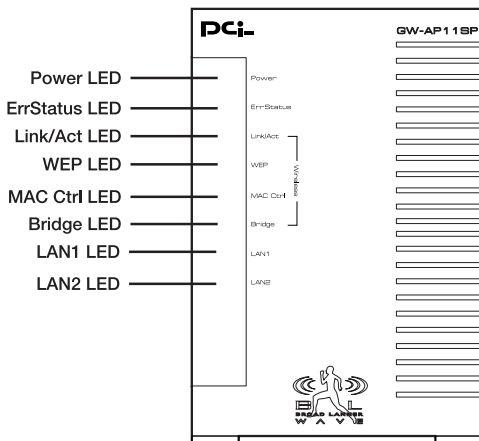 PCi
GW-AP11SP
Power LED
Power
ErrStatus LED
ErrStatus
Link/Act LED
Link/Act
WEP LED
WEP
Wireless
MAC Ctrl LED
MAC Ctrl
Bridge LED
Bridge
LAN1 LED
LAN1
LAN2 LED
LAN2
B L
BROAD LANNER
WAVE